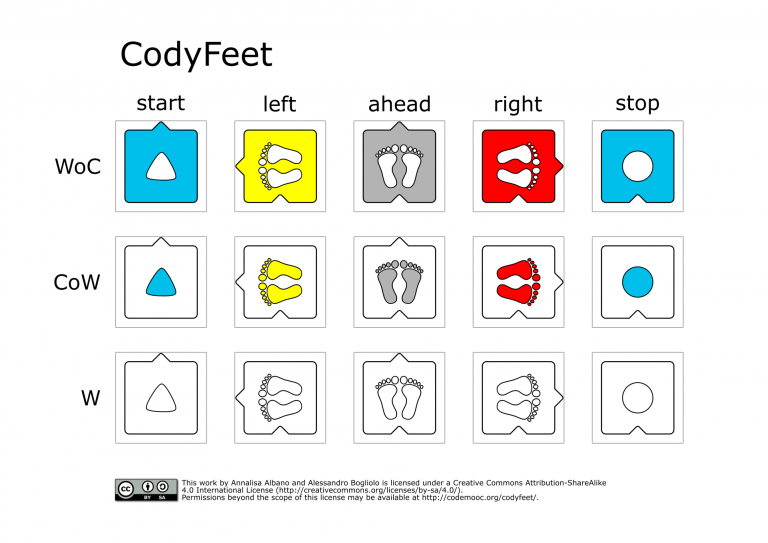 CodyFeet
start left ahead right stop
WoC
CoW
W
cc BY SA
This work by Annalisa Albano and Alessandro Bogliolo is licensed under a Creative Commons Attribution-ShareAlike
4.0 International License (http://creativecommons.org/licenses/by-sa/4.0/).
Permissions beyond the scope of this license may be available at http://codemooc.org/codyfeet/.